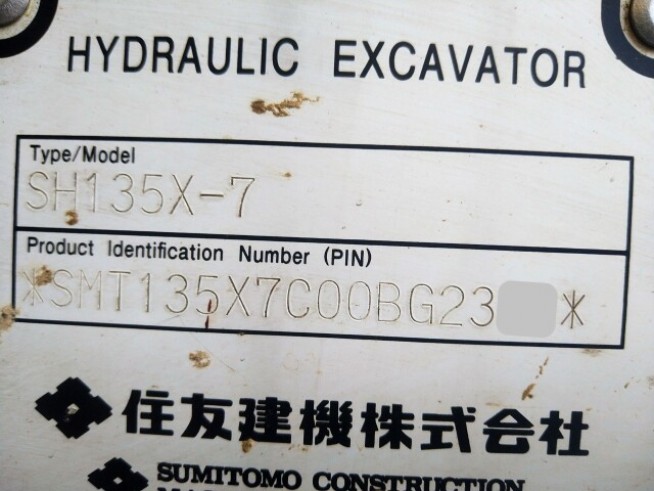 HYDRAULIC EXCAVATOR
Type/Model
SH135X-7
Product Identification Number (PIN)
*SMT135X7C00BG23 *
住友建機株式会社
SUMITOMO CONSTRUCTION